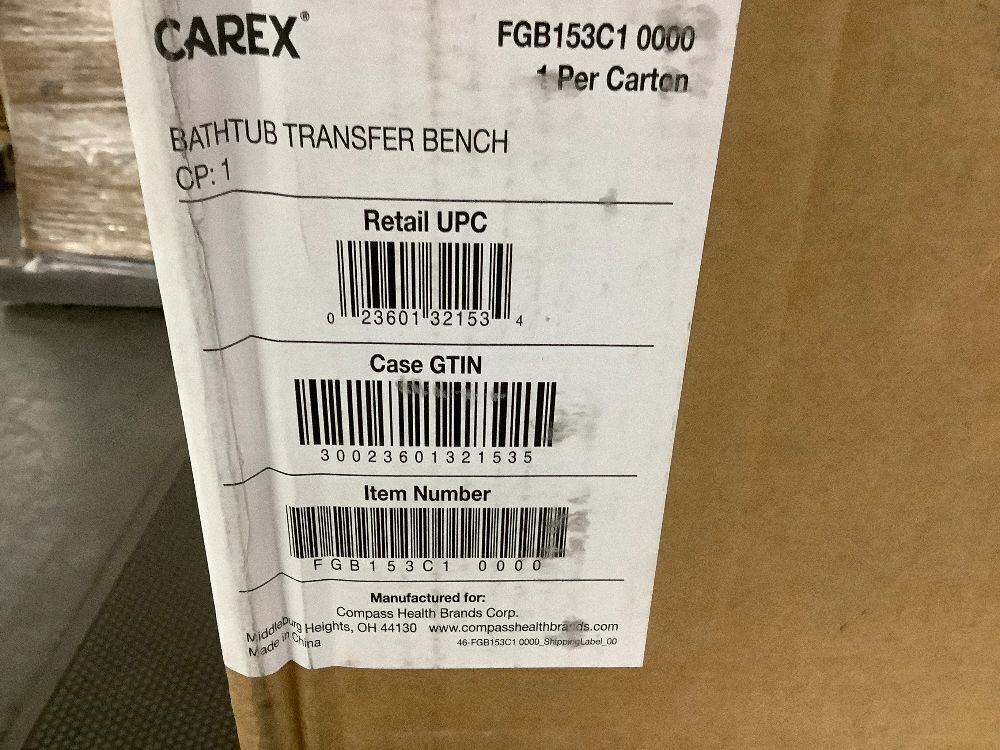 CAREX®
FGB153C1 0000
1 Per Carton
BATHTUB TRANSFER BENCH
CP: 1
Retail UPC
0 23601 32153 4
Case GTIN
30023601321535
Item Number
FGB153C1 0000
Manufactured for:
Compass Health Brands Corp.
Middleburg Heights, OH 44130 www.compasshealthbrands.com
Made in China
46-FGB153C1 0000_ShippingLabel_00